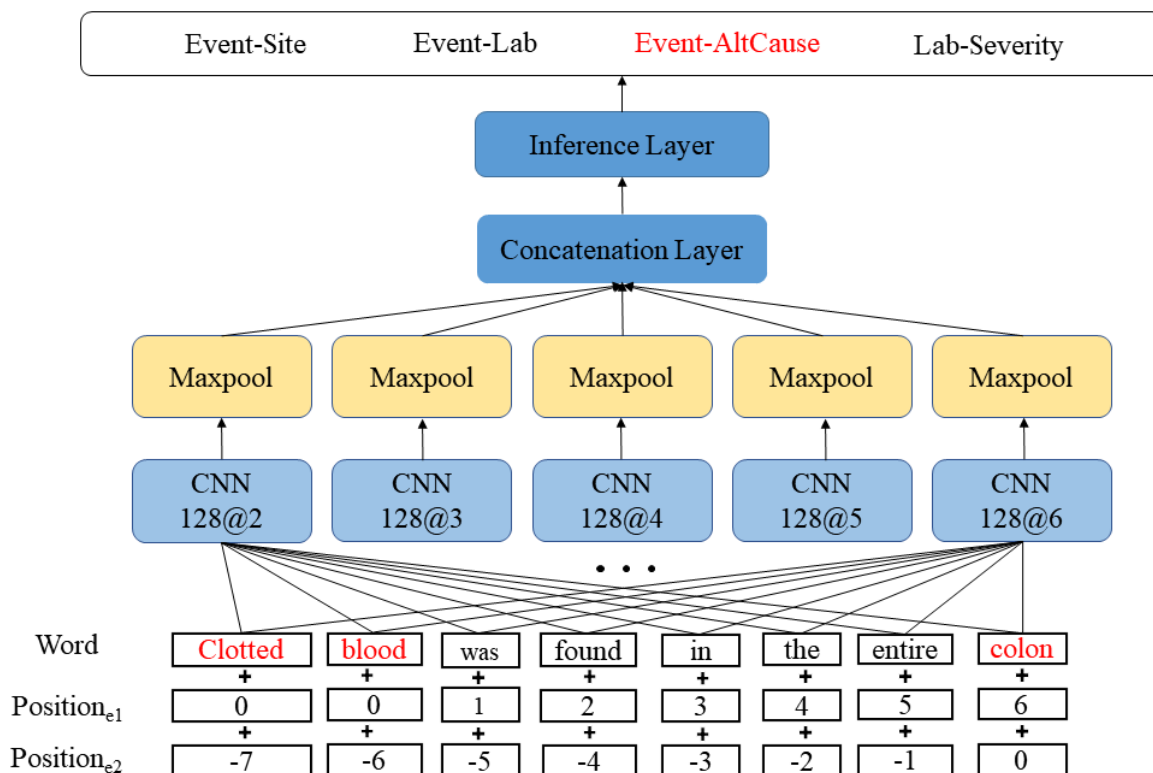 Event-Site Event-Lab Event-AltCause Lab-Severity
Inference Layer
Concatenation Layer
Maxpool Maxpool Maxpool Maxpool Maxpool
CNN CNN CNN CNN CNN
128@2 128@3 128@4 128@5 128@6
. . .
Word Clotted blood was found in the entire colon
+ + + + + + + +
Position_e1 0 0 1 2 3 4 5 6
+ + + + + + + +
Position_e2 -7 -6 -5 -4 -3 -2 -1 0